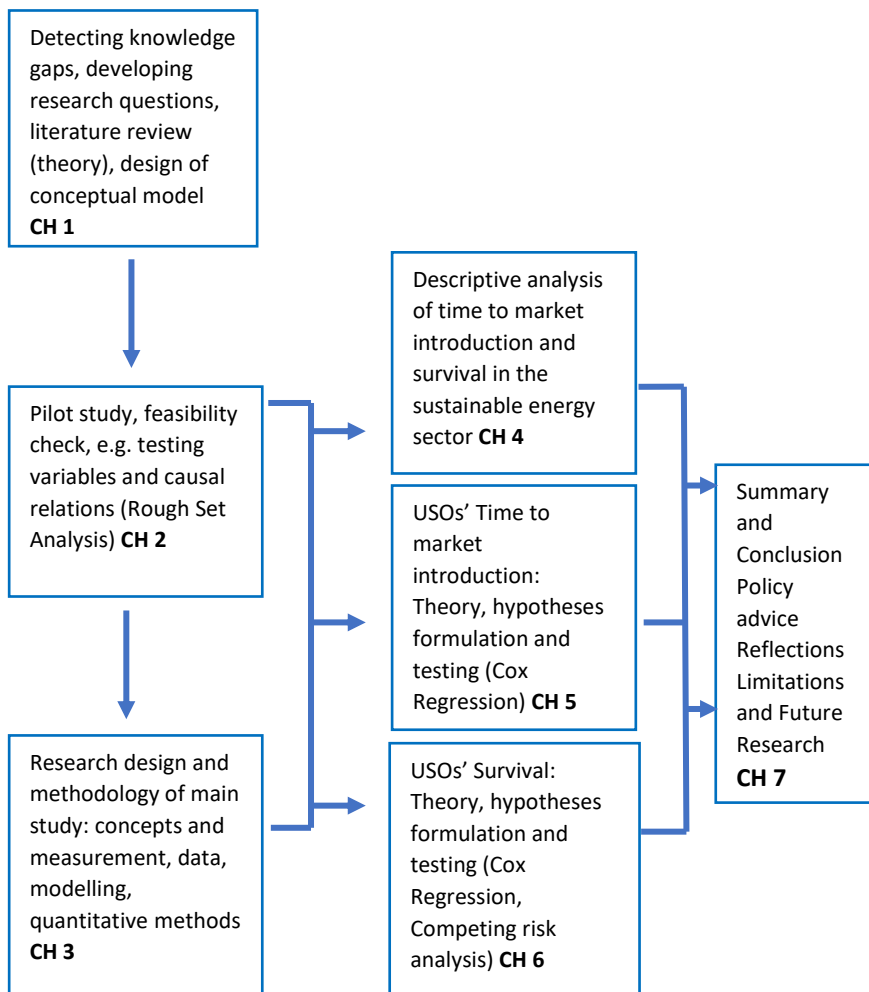 Detecting knowledge
gaps, developing
research questions,
literature review
(theory), design of
conceptual model
CH 1
Pilot study, feasibility
check, e.g. testing
variables and causal
relations (Rough Set
Analysis) CH 2
Research design and
methodology of main
study: concepts and
measurement, data,
modelling,
quantitative methods
CH 3
Descriptive analysis
of time to market
introduction and
survival in the
sustainable energy
sector CH 4
USOs’ Time to
market
introduction:
Theory, hypotheses
formulation and
testing (Cox
Regression) CH 5
USOs’ Survival:
Theory, hypotheses
formulation and
testing (Cox
Regression,
Competing risk
analysis) CH 6
Summary
and
Conclusion
Policy
advice
Reflections
Limitations
and Future
Research
CH 7